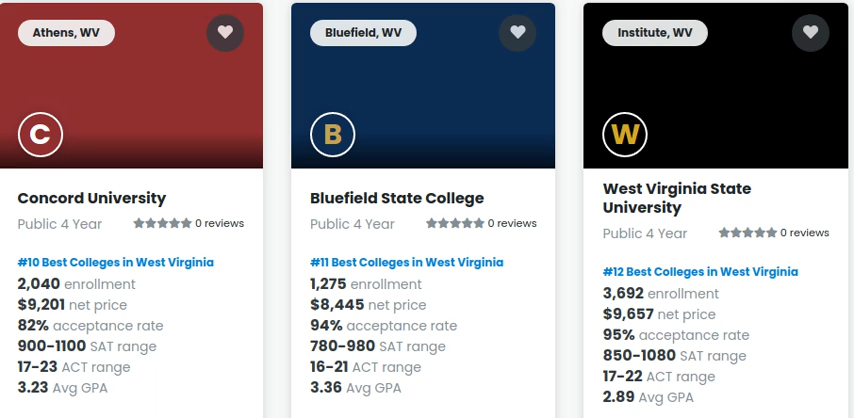 Athens, WV
C
Concord University
Public 4 Year 0 reviews
#10 Best Colleges in West Virginia
2,040 enrollment
$9,201 net price
82% acceptance rate
900-1100 SAT range
17-23 ACT range
3.23 Avg GPA
Bluefield, WV
B
Bluefield State College
Public 4 Year 0 reviews
#11 Best Colleges in West Virginia
1,275 enrollment
$8,445 net price
94% acceptance rate
780-980 SAT range
16-21 ACT range
3.36 Avg GPA
Institute, WV
W
West Virginia State
University
Public 4 Year 0 reviews
#12 Best Colleges in West Virginia
3,692 enrollment
$9,657 net price
95% acceptance rate
850-1080 SAT range
17-22 ACT range
2.89 Avg GPA